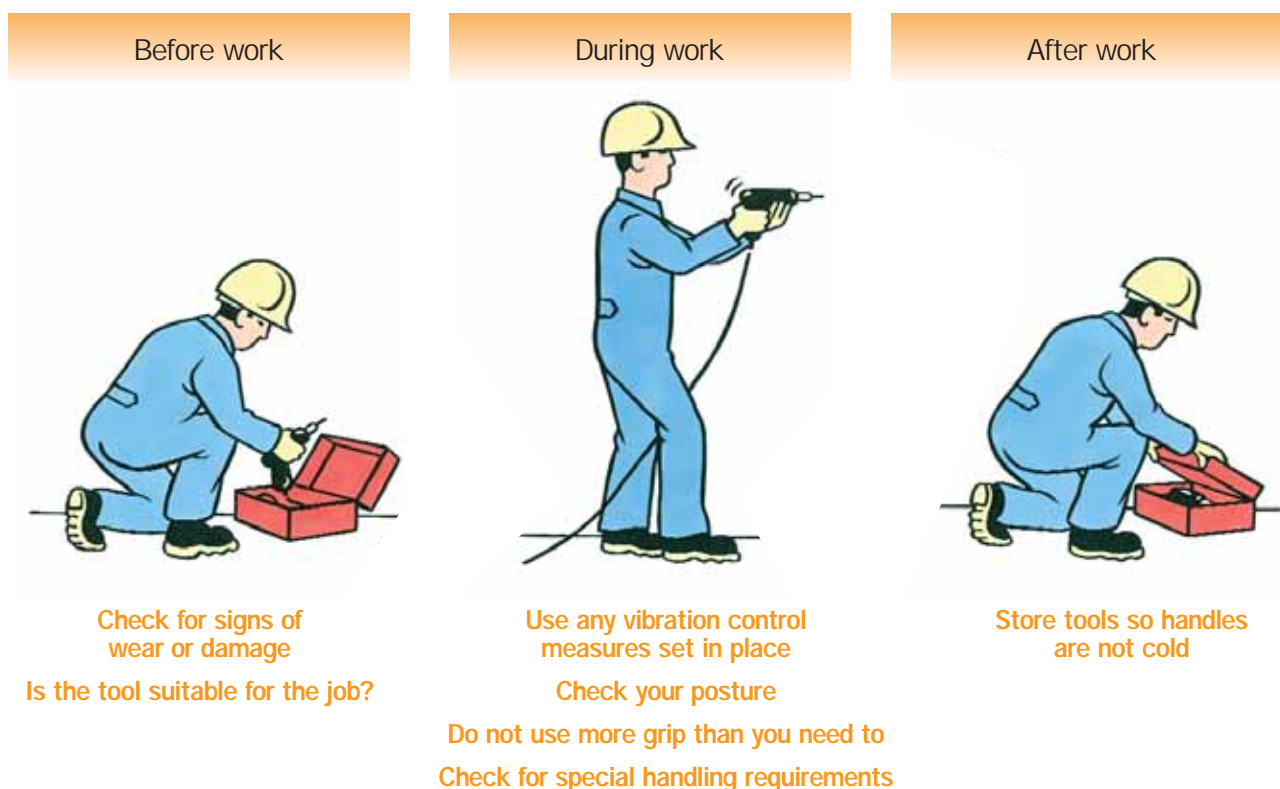 Before work
Check for signs of
wear or damage
Is the tool suitable for the job?
During work
Use any vibration control
measures set in place
Check your posture
Do not use more grip than you need to
Check for special handling requirements
After work
Store tools so handles
are not cold